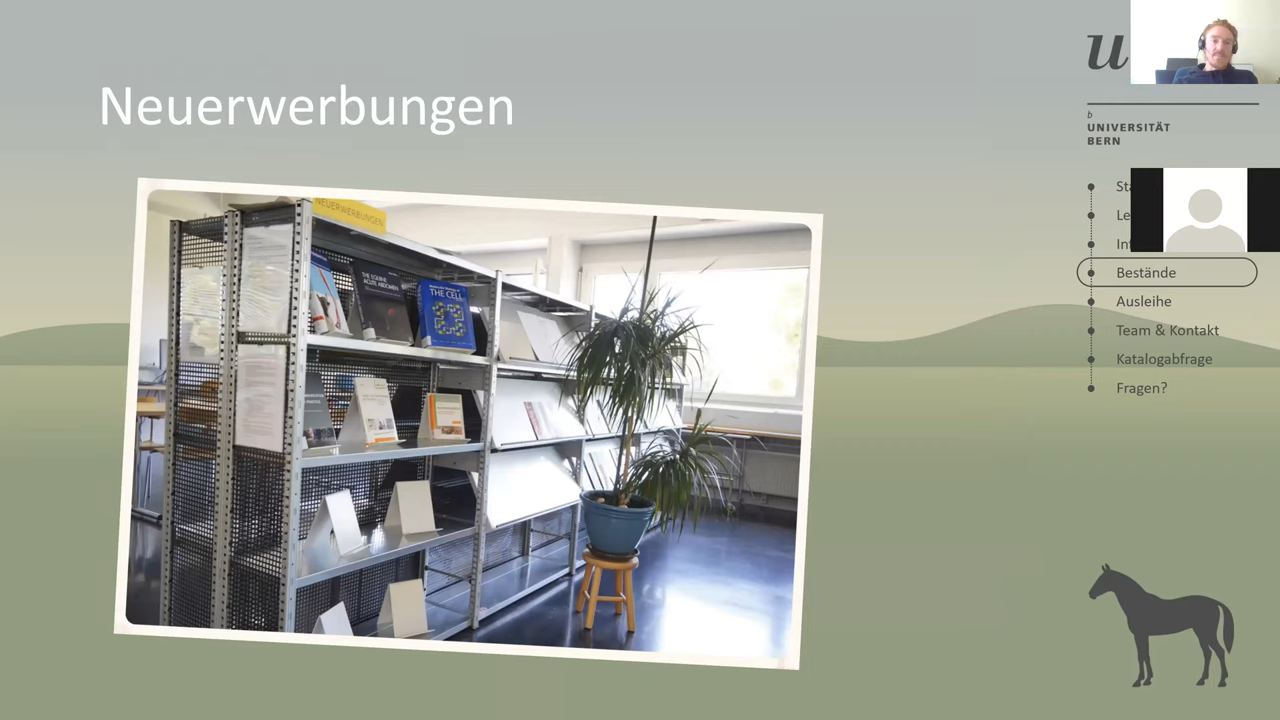 Neuerwerbungen
u
b
UNIVERSITÄT
BERN
Bestände
Ausleihe
Team & Kontakt
Katalogabfrage
Fragen?
NEUERWERBUNGEN
THE EQUINE
ACUTE ABDOMEN
THE CELL